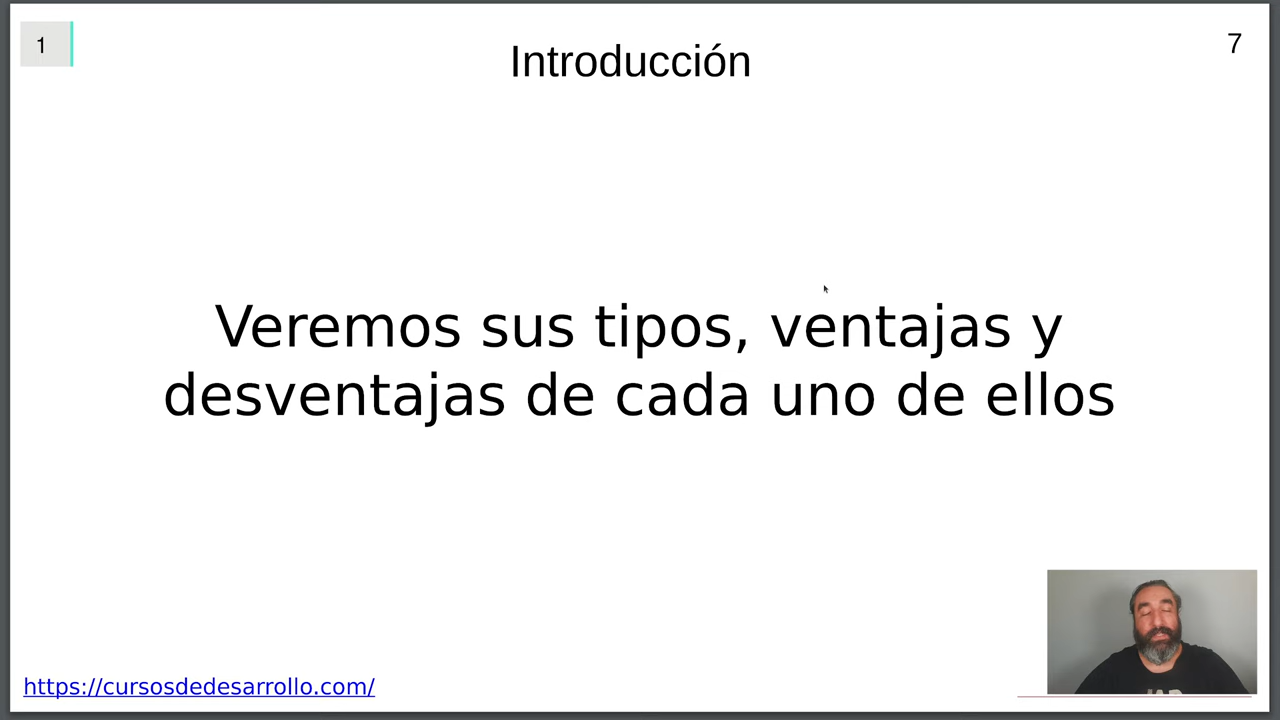 1
Introducción
7
Veremos sus tipos, ventajas y
desventajas de cada uno de ellos
https://cursosdedesarrollo.com/